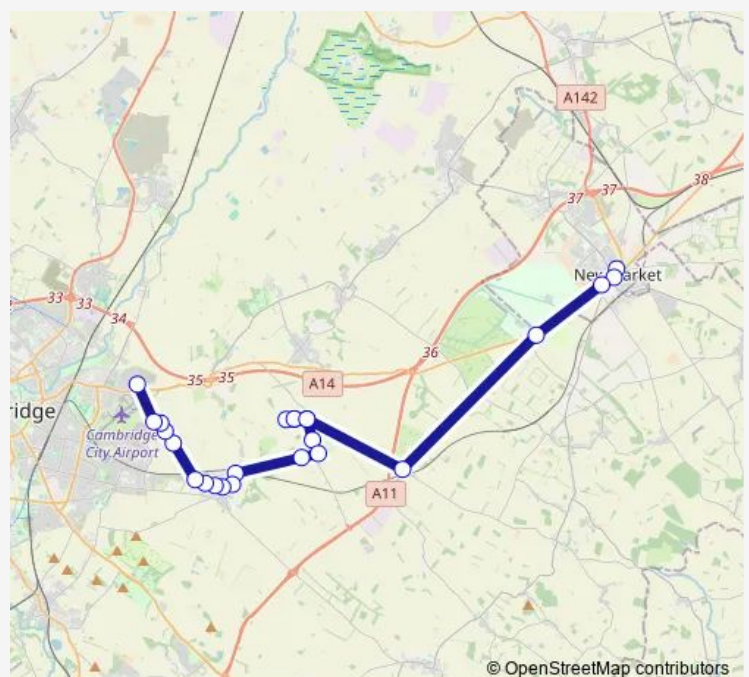 A142
37
37
38
Newmarket
33
33
34
36
35
35
A14
ridge
Cambridge
City Airport
A11
© OpenStreetMap contributors